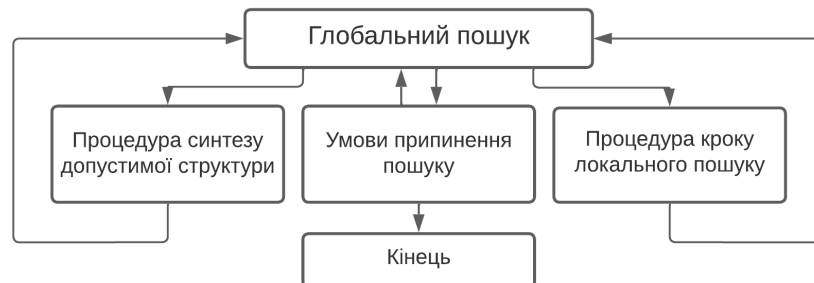 Глобальний пошук
Процедура синтезу
допустимої структури
Умови припинення
пошуку
Процедура кроку
локального пошуку
Кінець